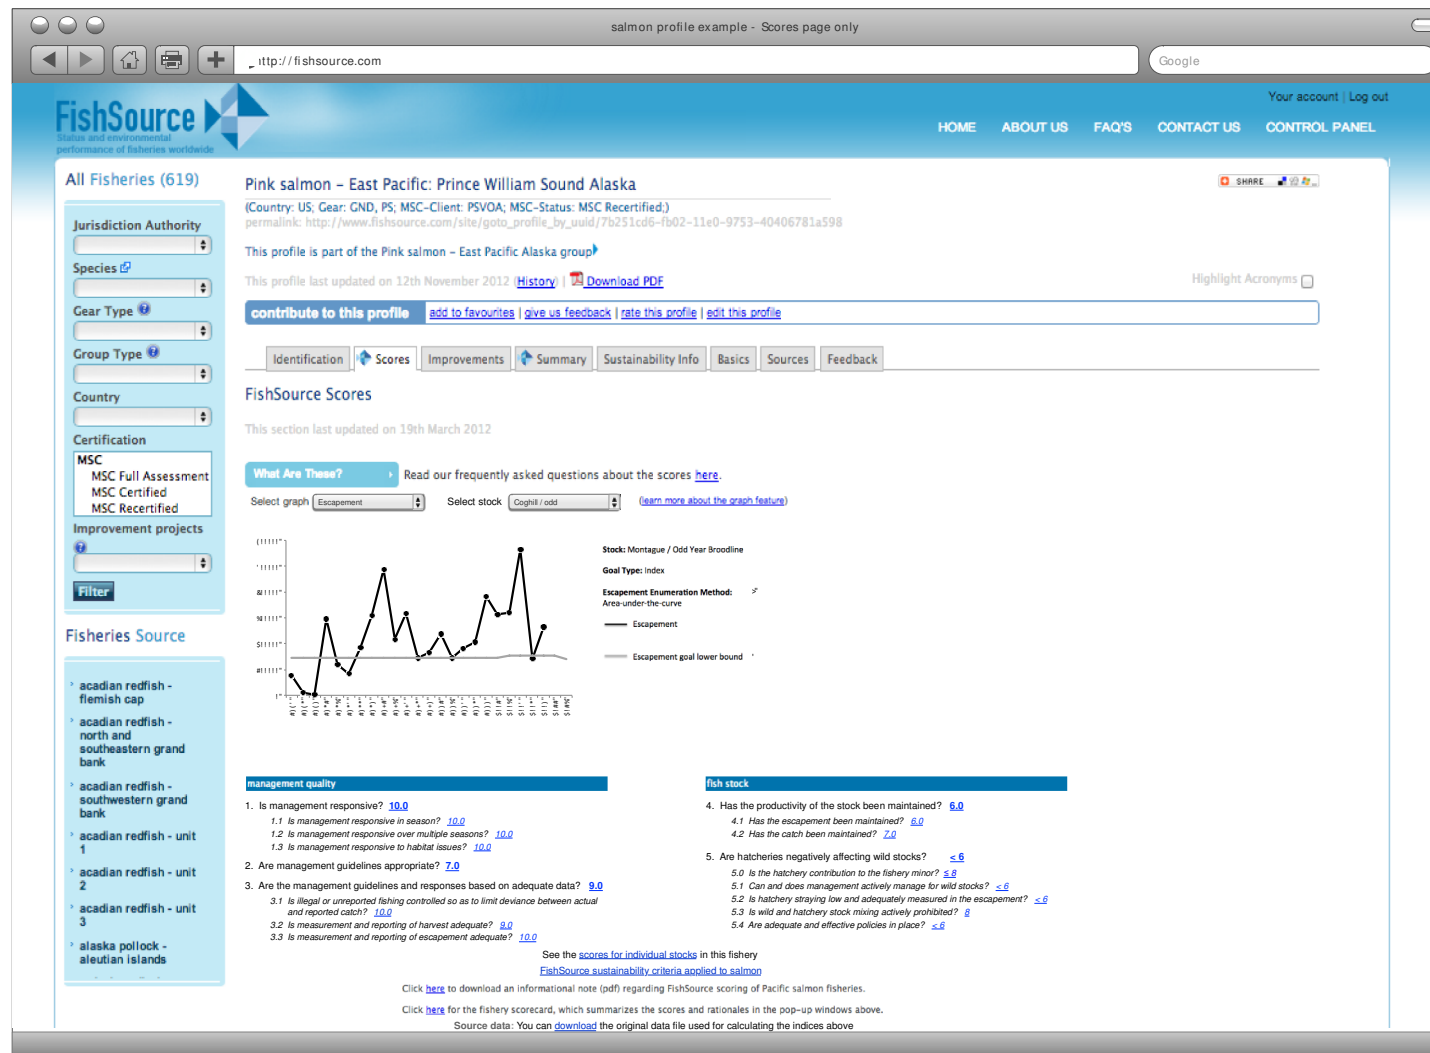 salmon profile example - Scores page only
http://fishsource.com
Google
Your account | Log out
FishSource
Status and environmental
performance of fisheries worldwide
HOME ABOUT US FAQ'S CONTACT US CONTROL PANEL
All Fisheries (619)
Jurisdiction Authority
Species
Gear Type
Group Type
Country
Certification
MSC
MSC Full Assessment
MSC Certified
MSC Recertified
Improvement projects
Filter
Fisheries Source
acadian redfish -
flemish cap
acadian redfish -
north and
southeastern grand
bank
acadian redfish -
southwestern grand
bank
acadian redfish - unit
1
acadian redfish - unit
2
acadian redfish - unit
3
alaska pollock -
aleutian islands
Pink salmon – East Pacific: Prince William Sound Alaska
SHARE
(Country: US; Gear: GND, PS; MSC-Client: PSVOA; MSC-Status: MSC Recertified;)
permalink: http://www.fishsource.com/site/goto_profile_by_uuid/7b251cd6-fb02-11e0-9753-40406781a598
This profile is part of the Pink salmon – East Pacific Alaska group
This profile last updated on 12th November 2012 (History) | Download PDF
Highlight Acronyms
contribute to this profile add to favourites | give us feedback | rate this profile | edit this profile
Identification Scores Improvements Summary Sustainability Info Basics Sources Feedback
FishSource Scores
This section last updated on 19th March 2012
What Are These? Read our frequently asked questions about the scores here.
Select graph Escapement Select stock Coghill / odd (learn more about the graph feature)
Stock: Montague / Odd Year Broodline
Goal Type: Index
Escapement Enumeration Method:
Area-under-the-curve
Escapement
Escapement goal lower bound
management quality
1. Is management responsive? 10.0
1.1 Is management responsive in season? 10.0
1.2 Is management responsive over multiple seasons? 10.0
1.3 Is management responsive to habitat issues? 10.0
2. Are management guidelines appropriate? 7.0
3. Are the management guidelines and responses based on adequate data? 9.0
3.1 Is illegal or unreported fishing controlled so as to limit deviance between actual
and reported catch? 10.0
3.2 Is measurement and reporting of harvest adequate? 9.0
3.3 Is measurement and reporting of escapement adequate? 10.0
fish stock
4. Has the productivity of the stock been maintained? 6.0
4.1 Has the escapement been maintained? 6.0
4.2 Has the catch been maintained? 7.0
5. Are hatcheries negatively affecting wild stocks? < 6
5.0 Is the hatchery contribution to the fishery minor? ≤ 8
5.1 Can and does management actively manage for wild stocks? < 6
5.2 Is hatchery straying low and adequately measured in the escapement? < 6
5.3 Is wild and hatchery stock mixing actively prohibited? 8
5.4 Are adequate and effective policies in place? < 6
See the scores for individual stocks in this fishery
FishSource sustainability criteria applied to salmon
Click here to download an informational note (pdf) regarding FishSource scoring of Pacific salmon fisheries.
Click here for the fishery scorecard, which summarizes the scores and rationales in the pop-up windows above.
Source data: You can download the original data file used for calculating the indices above